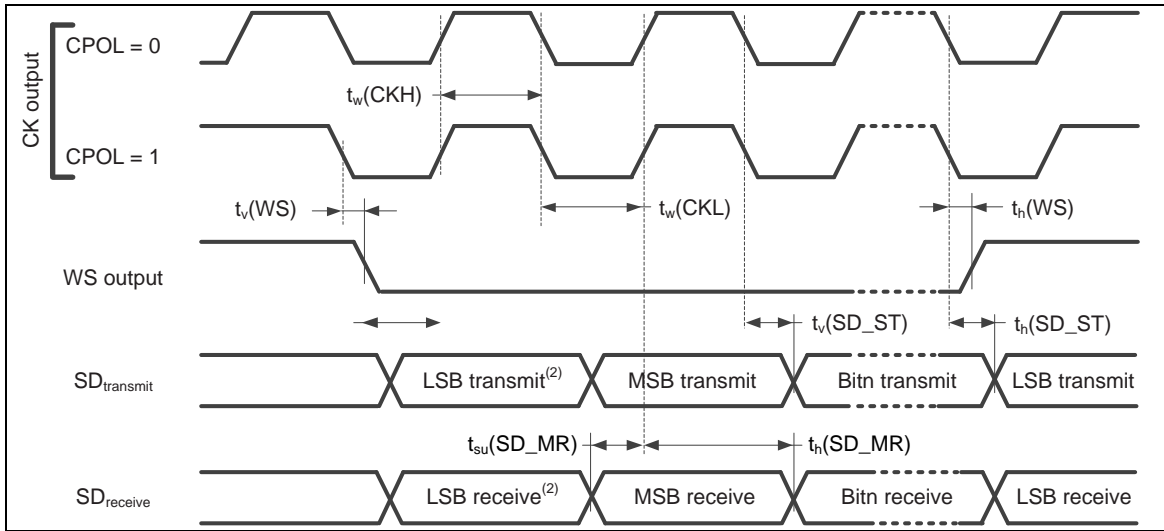 CK output
CPOL = 0
tw(CKH)
CPOL = 1
tv(WS)
tw(CKL)
th(WS)
WS output
tv(SD_ST)
th(SD_ST)
SDtransmit
LSB transmit(2)
MSB transmit
Bitn transmit
LSB transmit
tsu(SD_MR)
th(SD_MR)
SDreceive
LSB receive(2)
MSB receive
Bitn receive
LSB receive